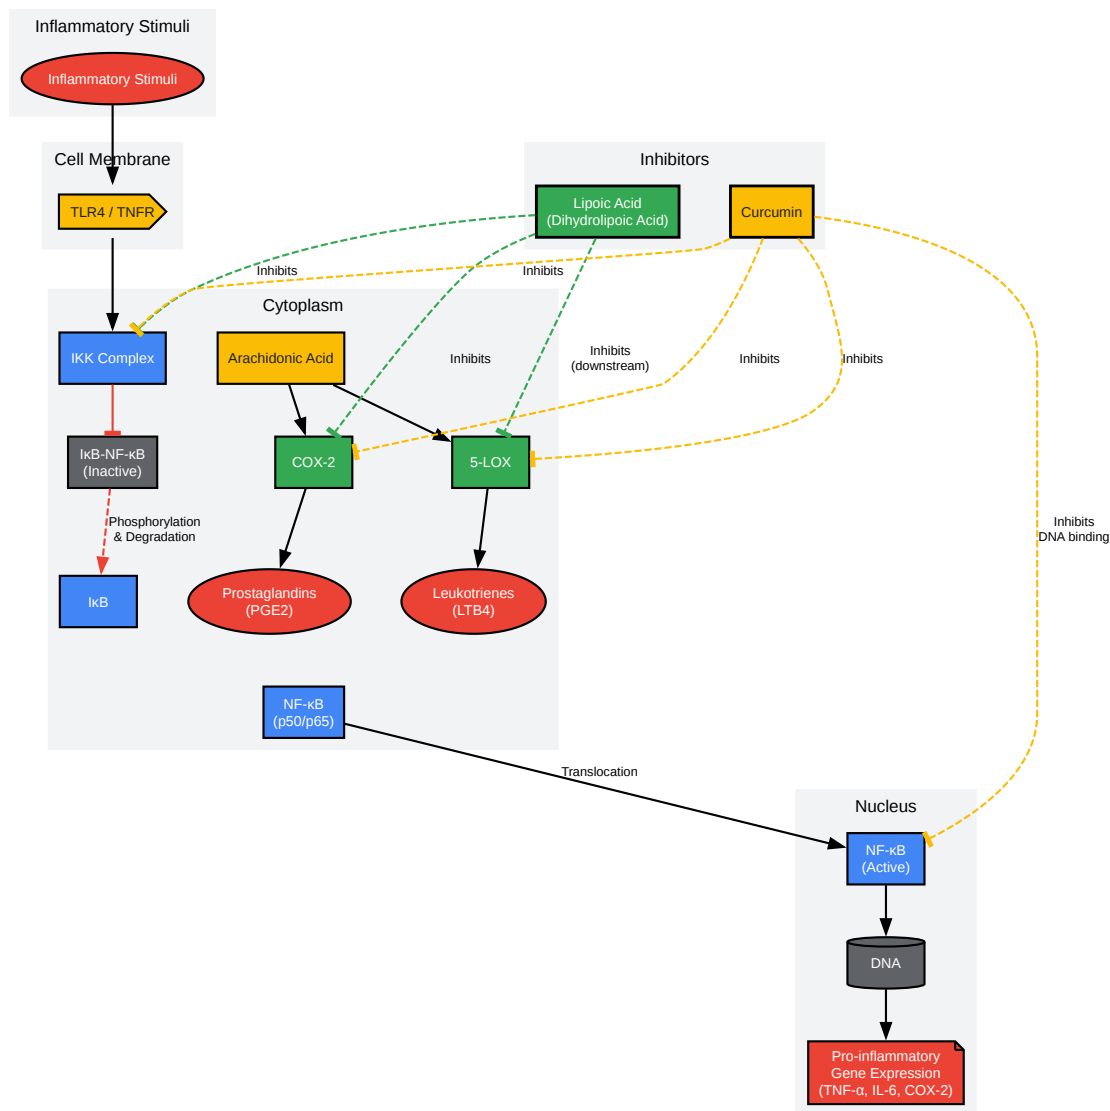 Inflammatory Stimuli
Inflammatory Stimuli
Cell Membrane
TLR4 / TNFR
Inhibitors
Lipoic Acid
(Dihydrolipoic Acid)
Curcumin
Inhibits
Inhibits
Cytoplasm
IKK Complex
Arachidonic Acid
Inhibits
Inhibits
(downstream)
Inhibits
Inhibits
IκB-NF-κB
(Inactive)
COX-2
5-LOX
Phosphorylation
& Degradation
Inhibits
DNA binding
IκB
Prostaglandins
(PGE2)
Leukotrienes
(LTB4)
NF-κB
(p50/p65)
Translocation
Nucleus
NF-κB
(Active)
DNA
Pro-inflammatory
Gene Expression
(TNF-α, IL-6, COX-2)